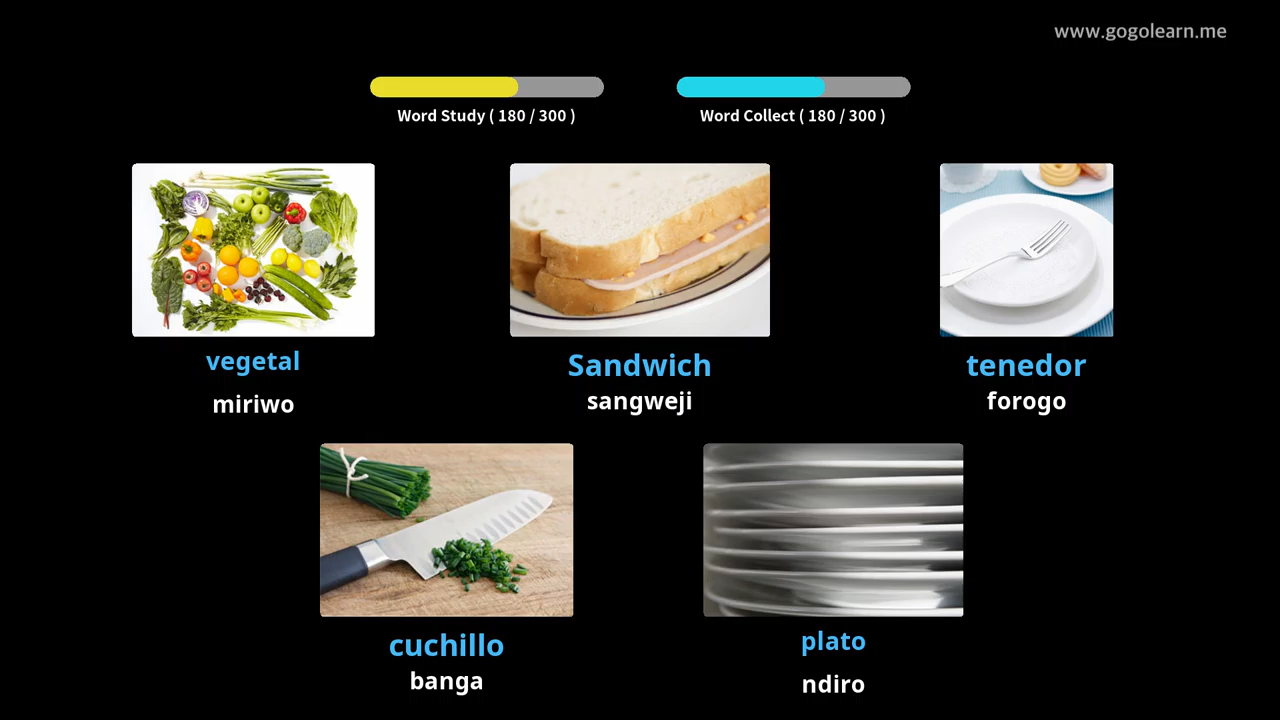 www.gogolearn.me
Word Study ( 180 / 300 )
Word Collect ( 180 / 300 )
vegetal
miriwo
Sandwich
sangweji
tenedor
forogo
cuchillo
banga
plato
ndiro